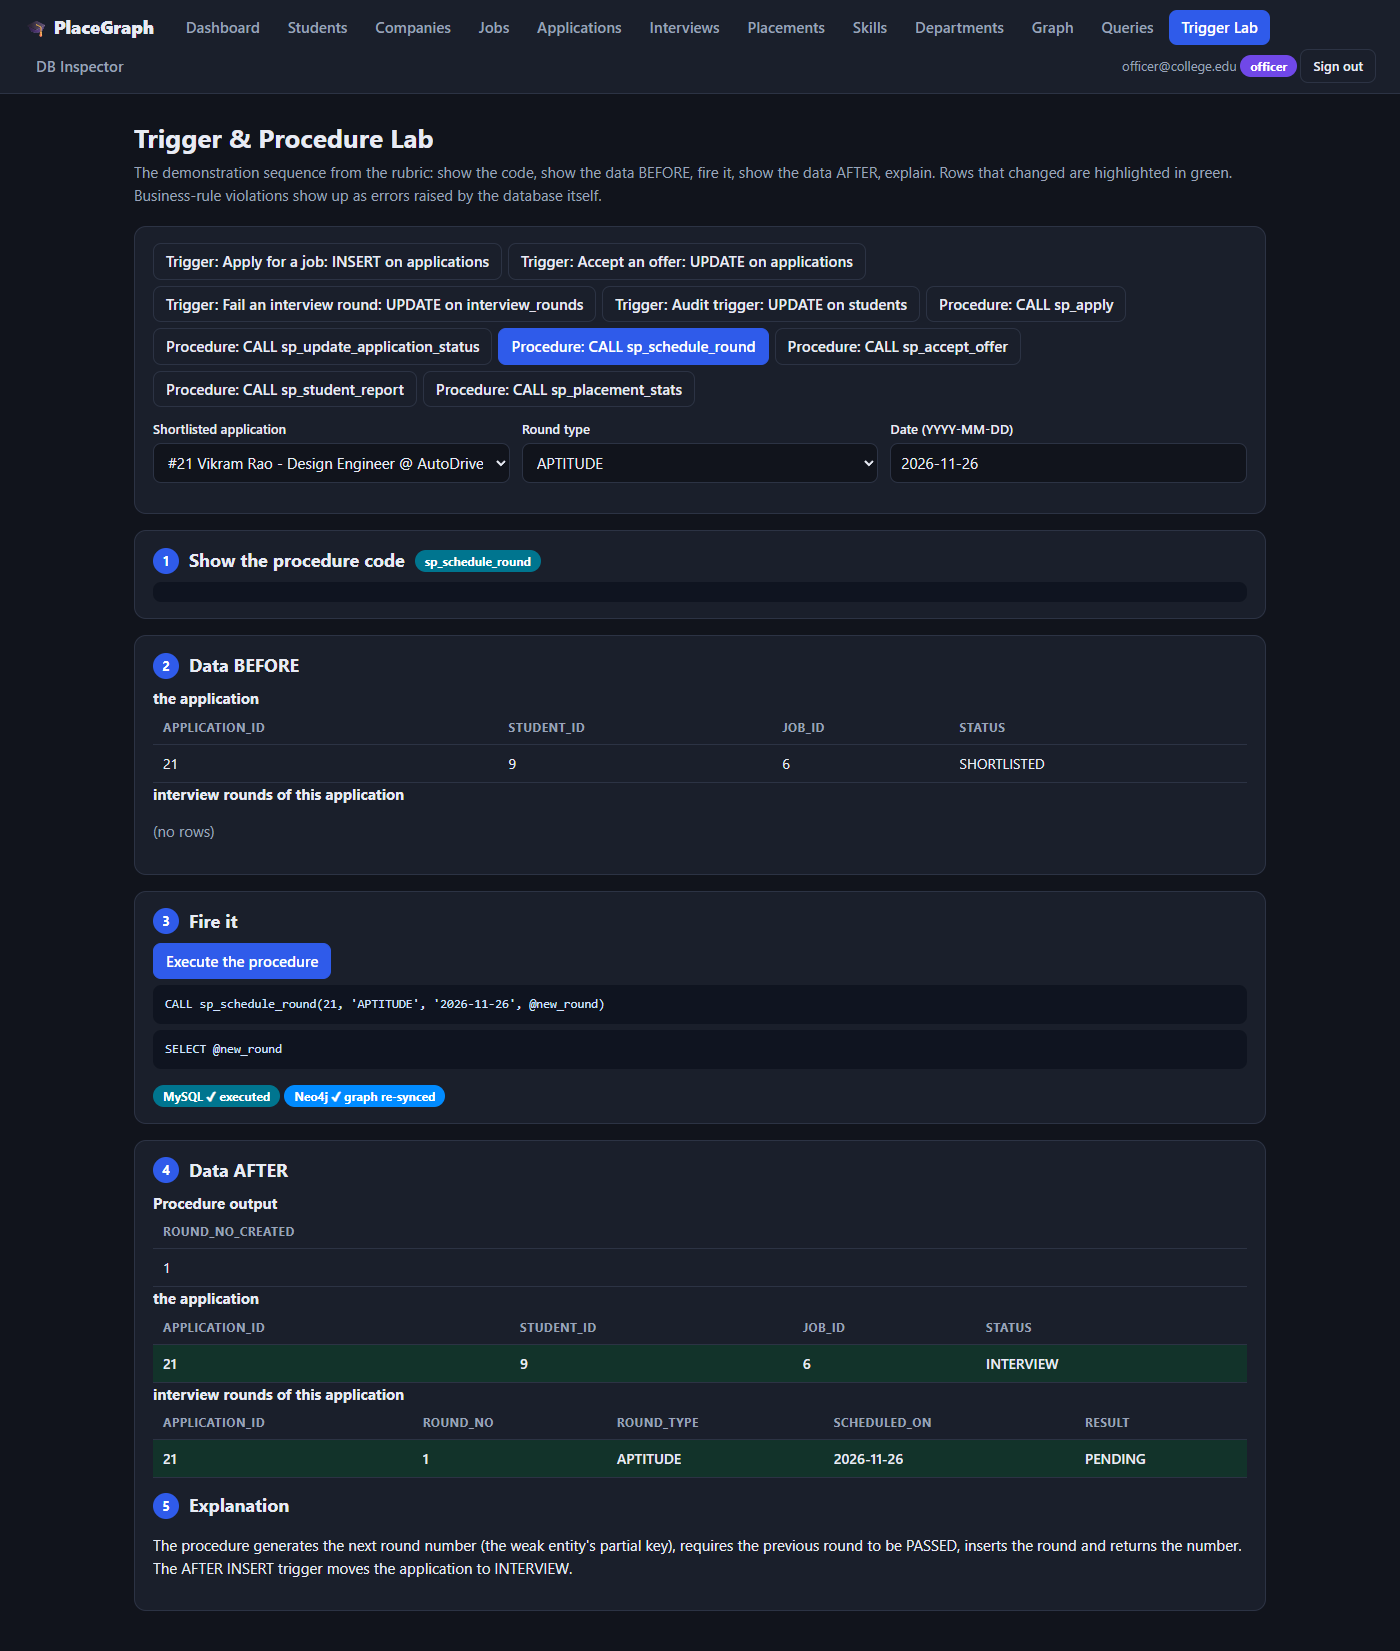 PlaceGraph Dashboard Students Companies Jobs Applications Interviews Placements Skills Departments Graph Queries Trigger Lab
DB Inspector officer@college.edu officer Sign out
Trigger & Procedure Lab
The demonstration sequence from the rubric: show the code, show the data BEFORE, fire it, show the data AFTER, explain. Rows that changed are highlighted in green.
Business-rule violations show up as errors raised by the database itself.
Trigger: Apply for a job: INSERT on applications Trigger: Accept an offer: UPDATE on applications
Trigger: Fail an interview round: UPDATE on interview_rounds Trigger: Audit trigger: UPDATE on students Procedure: CALL sp_apply
Procedure: CALL sp_update_application_status Procedure: CALL sp_schedule_round Procedure: CALL sp_accept_offer
Procedure: CALL sp_student_report Procedure: CALL sp_placement_stats
Shortlisted application Round type Date (YYYY-MM-DD)
#21 Vikram Rao - Design Engineer @ AutoDrive APTITUDE 2026-11-26
1 Show the procedure code sp_schedule_round
2 Data BEFORE
the application
APPLICATION_ID STUDENT_ID JOB_ID STATUS
21 9 6 SHORTLISTED
interview rounds of this application
(no rows)
3 Fire it
Execute the procedure
CALL sp_schedule_round(21, 'APTITUDE', '2026-11-26', @new_round)
SELECT @new_round
MySQL ✓ executed Neo4j ✓ graph re-synced
4 Data AFTER
Procedure output
ROUND_NO_CREATED
1
the application
APPLICATION_ID STUDENT_ID JOB_ID STATUS
21 9 6 INTERVIEW
interview rounds of this application
APPLICATION_ID ROUND_NO ROUND_TYPE SCHEDULED_ON RESULT
21 1 APTITUDE 2026-11-26 PENDING
5 Explanation
The procedure generates the next round number (the weak entity's partial key), requires the previous round to be PASSED, inserts the round and returns the number.
The AFTER INSERT trigger moves the application to INTERVIEW.